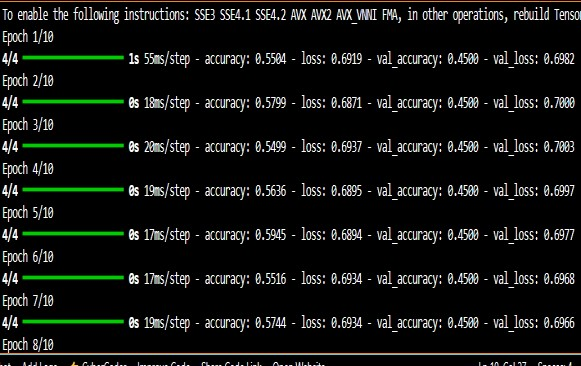 To enable the following instructions: SSE3 SSE4.1 SSE4.2 AVX AVX2 AVX_VNNI FMA, in other operations, rebuild Tensor
Epoch 1/10
4/4 1s 55ms/step - accuracy: 0.5504 - loss: 0.6919 - val_accuracy: 0.4500 - val_loss: 0.6982
Epoch 2/10
4/4 0s 18ms/step - accuracy: 0.5799 - loss: 0.6871 - val_accuracy: 0.4500 - val_loss: 0.7000
Epoch 3/10
4/4 0s 20ms/step - accuracy: 0.5499 - loss: 0.6937 - val_accuracy: 0.4500 - val_loss: 0.7003
Epoch 4/10
4/4 0s 19ms/step - accuracy: 0.5636 - loss: 0.6895 - val_accuracy: 0.4500 - val_loss: 0.6997
Epoch 5/10
4/4 0s 17ms/step - accuracy: 0.5945 - loss: 0.6894 - val_accuracy: 0.4500 - val_loss: 0.6977
Epoch 6/10
4/4 0s 17ms/step - accuracy: 0.5516 - loss: 0.6934 - val_accuracy: 0.4500 - val_loss: 0.6968
Epoch 7/10
4/4 0s 19ms/step - accuracy: 0.5744 - loss: 0.6934 - val_accuracy: 0.4500 - val_loss: 0.6966
Epoch 8/10